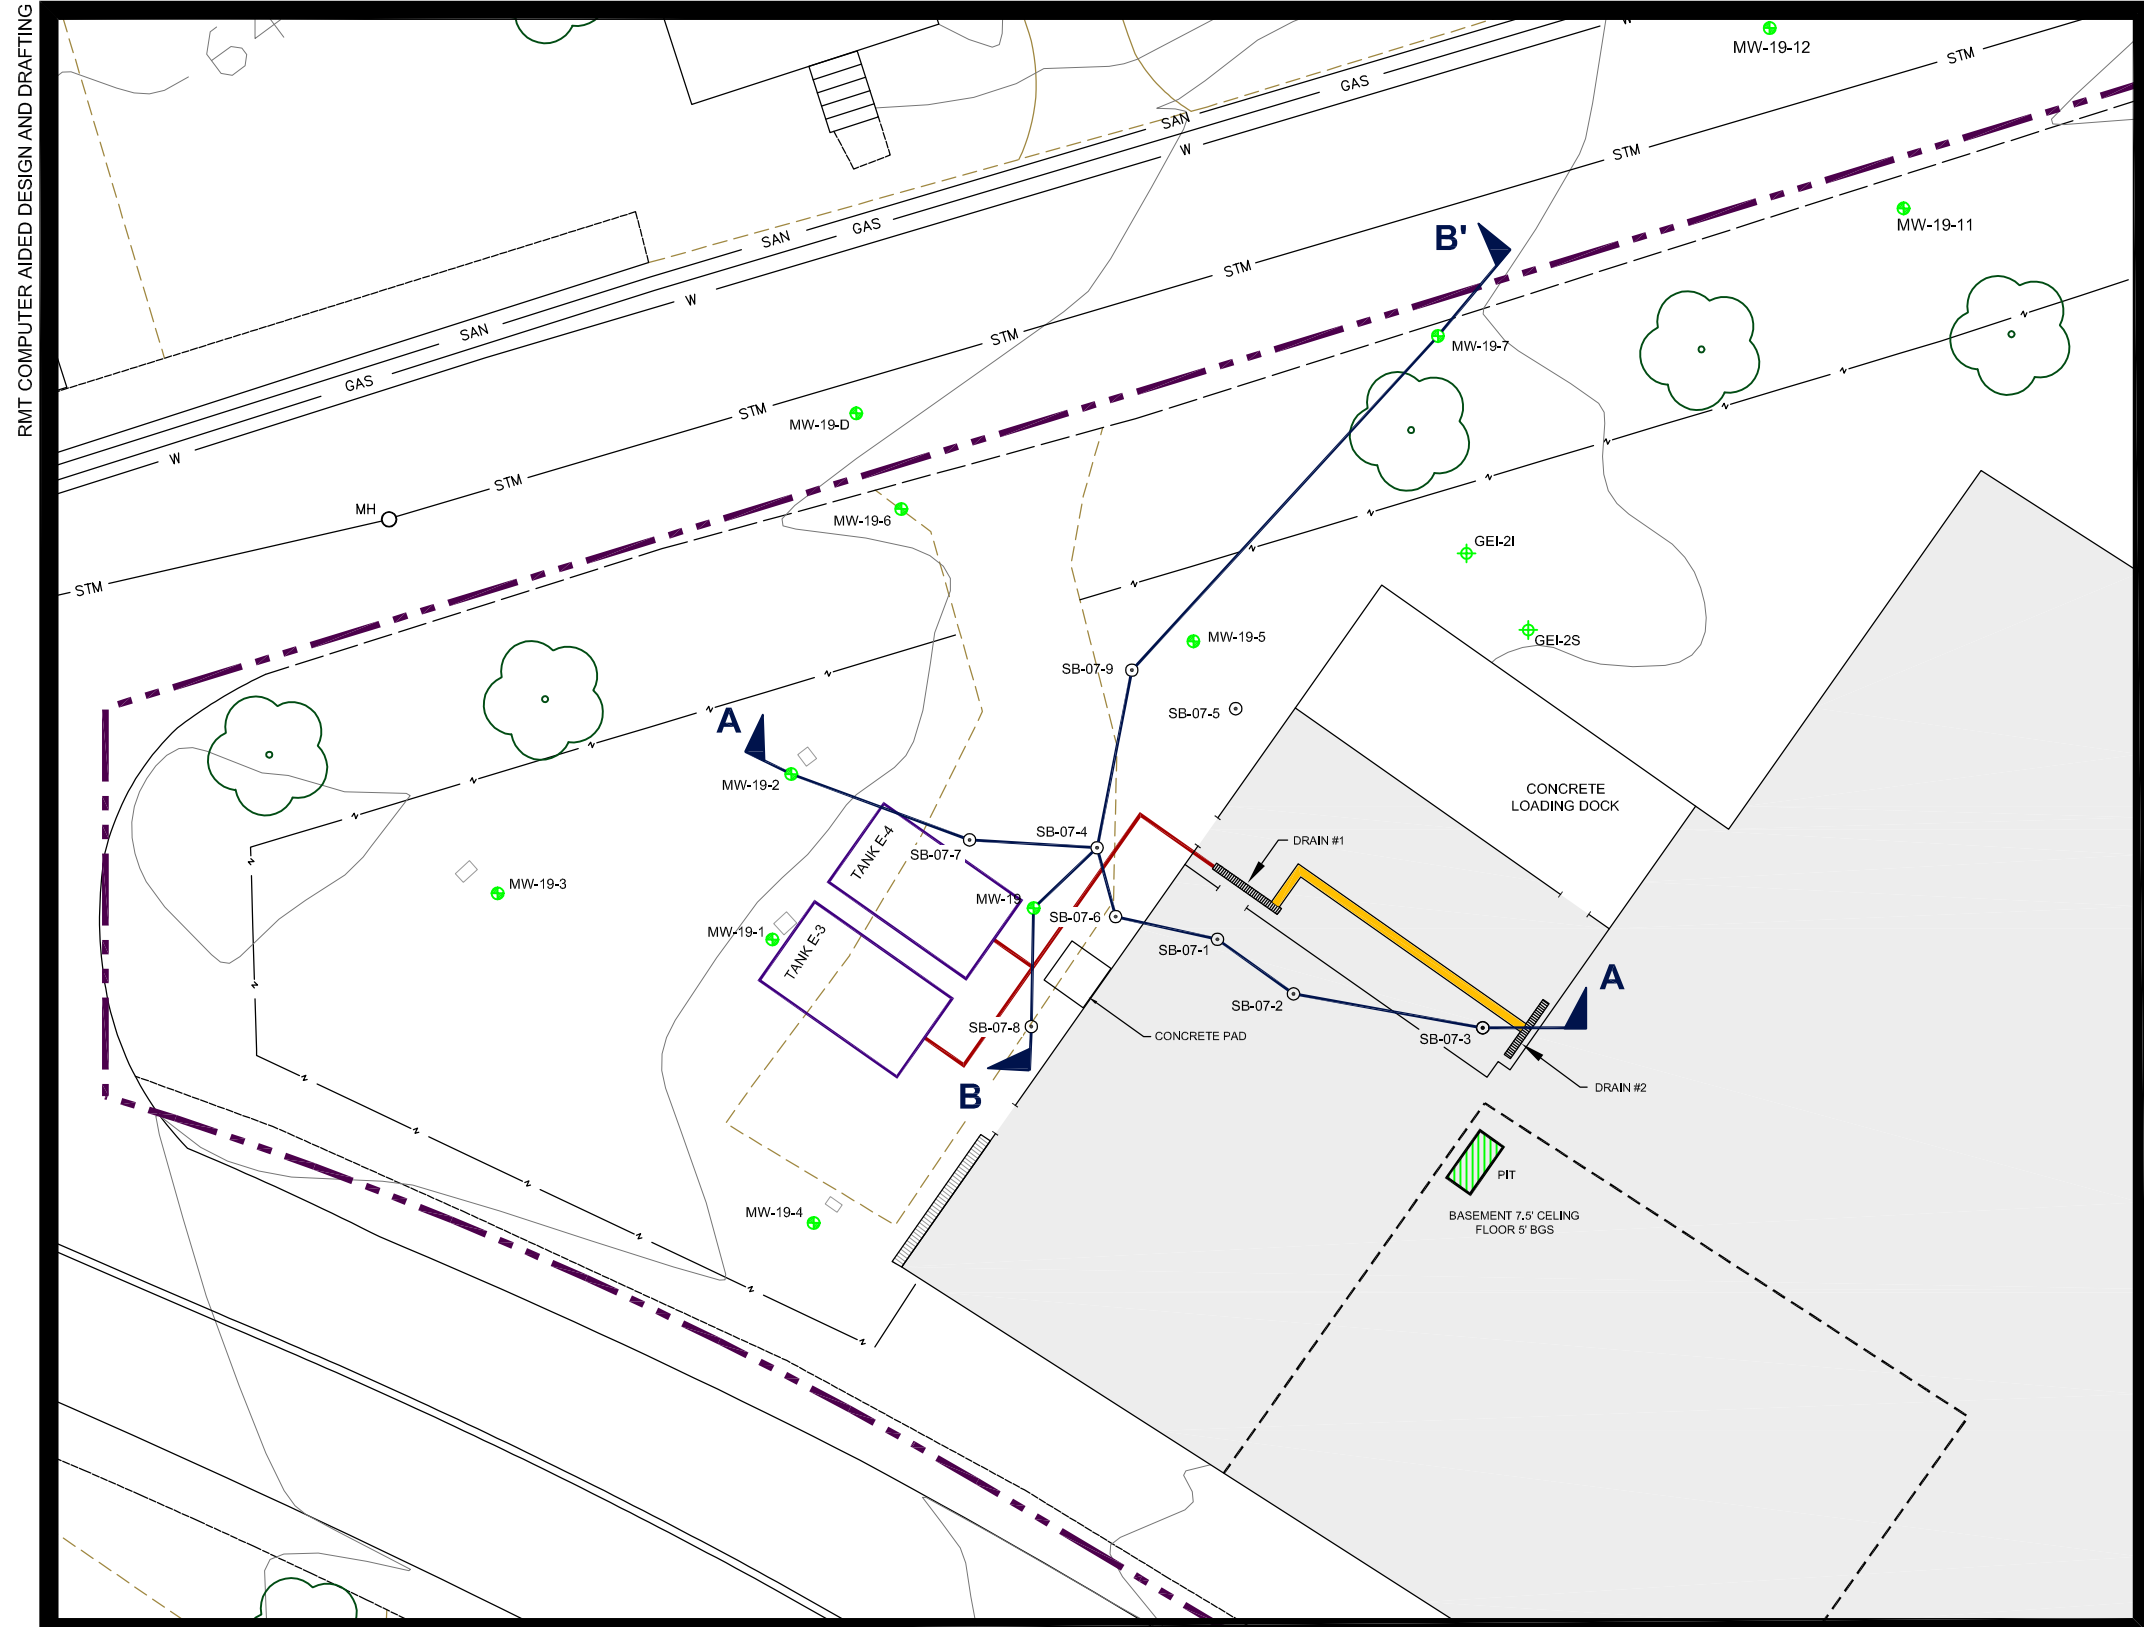 RMT COMPUTER AIDED DESIGN AND DRAFTING
W
MW-19-12
STM
GAS
SAN
W
STM
MW-19-11
SAN
GAS
B'
STM
W
SAN
STM
MW-19-7
GAS
STM
MW-19-D
W
STM
MH
MW-19-6
GEI-2I
STM
GEI-2S
MW-19-5
SB-07-9
SB-07-5
A
MW-19-2
CONCRETE
LOADING DOCK
SB-07-4
DRAIN #1
TANK E-4
SB-07-7
MW-19-3
MW-19
SB-07-6
MW-19-1
TANK E-3
SB-07-1
A
SB-07-2
SB-07-8
CONCRETE PAD
SB-07-3
DRAIN #2
B
PIT
MW-19-4
BASEMENT 7.5' CELING
FLOOR 5' BGS